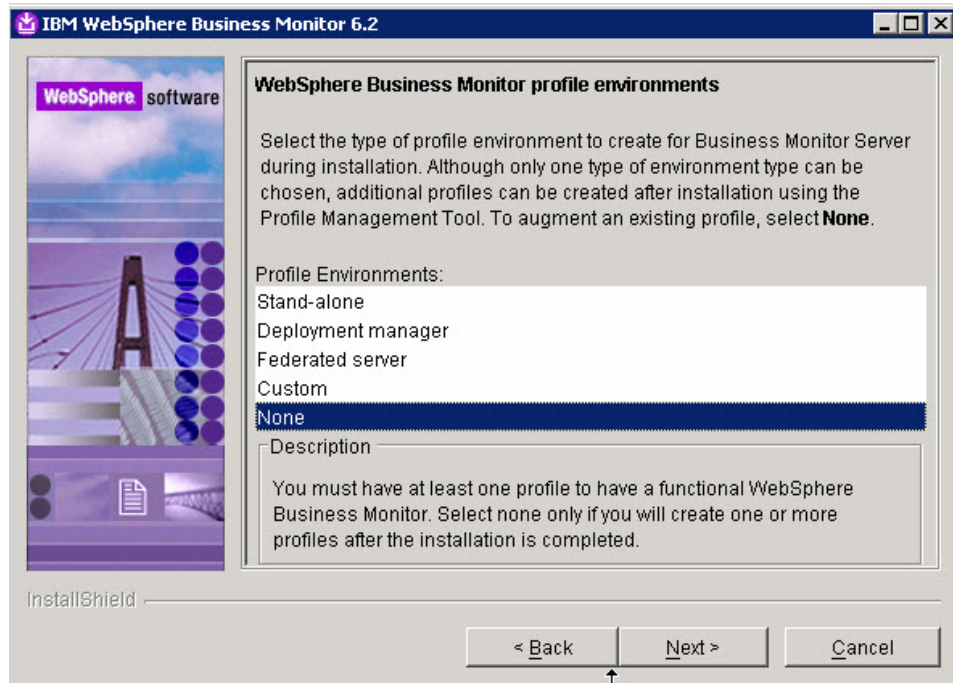 IBM WebSphere Business Monitor 6.2
WebSphere. software
WebSphere Business Monitor profile environments
Select the type of profile environment to create for Business Monitor Server
during installation. Although only one type of environment type can be
chosen, additional profiles can be created after installation using the
Profile Management Tool. To augment an existing profile, select None.
Profile Environments:
Stand-alone
Deployment manager
Federated server
Custom
None
Description
You must have at least one profile to have a functional WebSphere
Business Monitor. Select none only if you will create one or more
profiles after the installation is completed.
InstallShield
< Back
Next >
Cancel